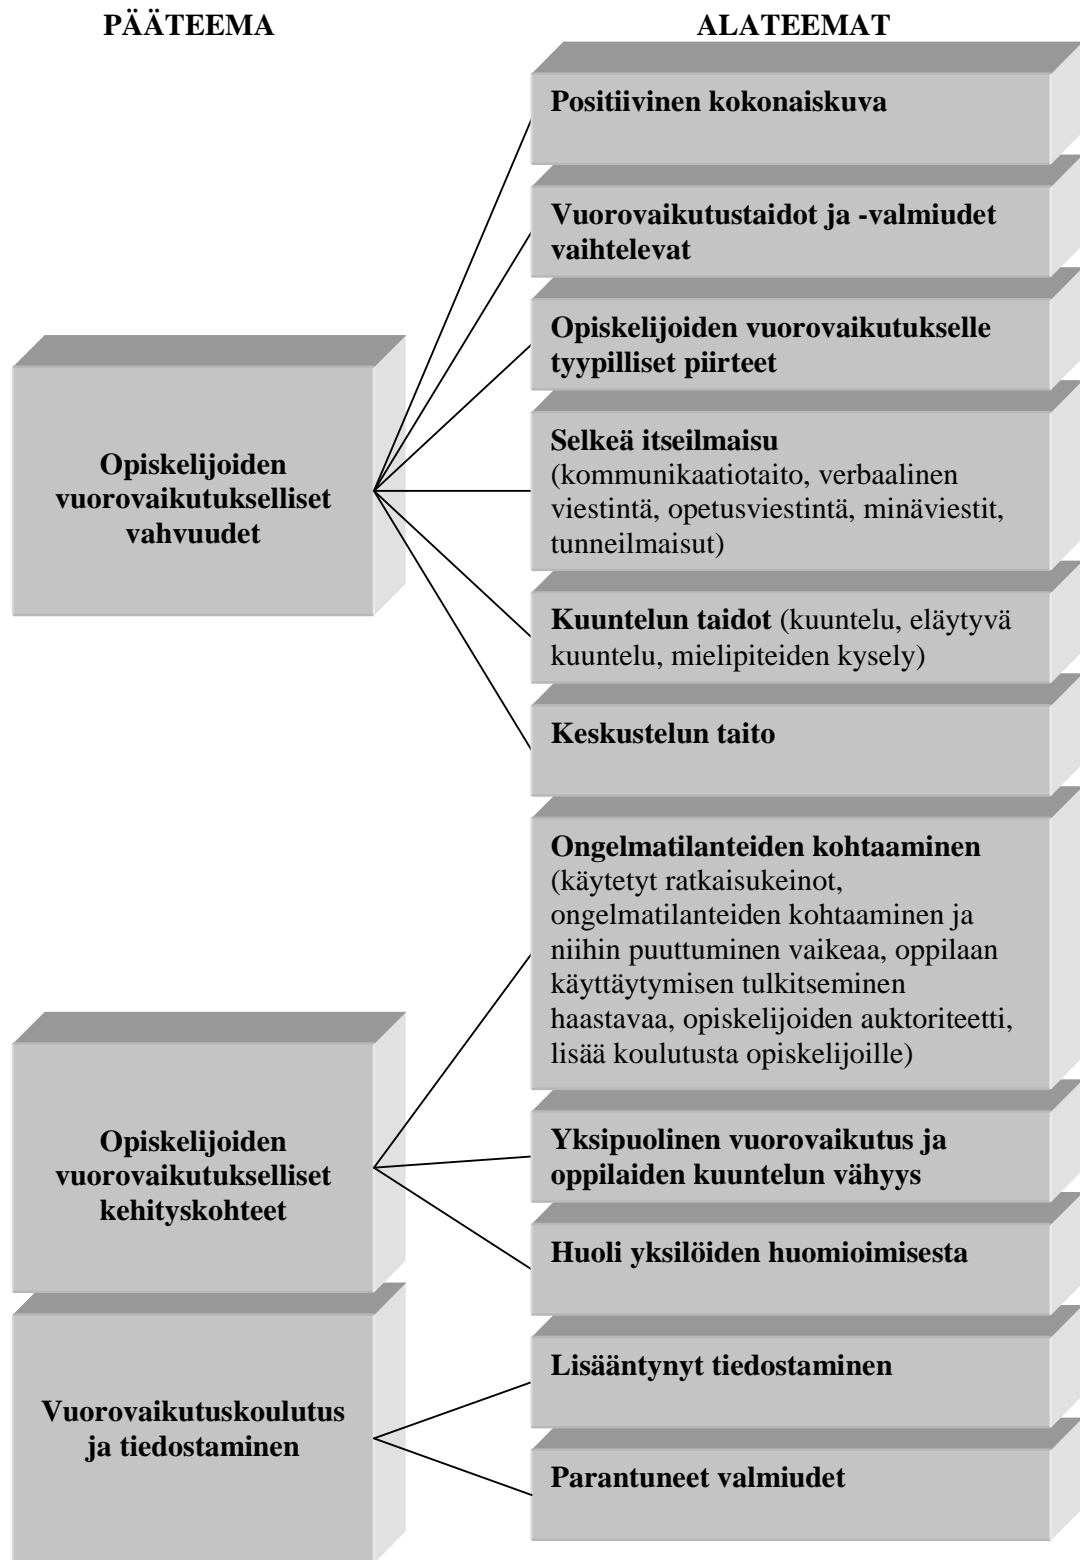 PÄÄTEEMA
ALATEEMAT
Opiskelijoiden
vuorovaikutukselliset
vahvuudet
Positiivinen kokonaiskuva
Vuorovaikutustaidot ja -valmiudet
vaihtelevat
Opiskelijoiden vuorovaikutukselle
tyypilliset piirteet
Selkeä itseilmaisu
(kommunikaatiotaito, verbaalinen
viestintä, opetusviestintä, minäviestit,
tunneilmaisut)
Kuuntelun taidot (kuuntelu, eläytyvä
kuuntelu, mielipiteiden kysely)
Keskustelun taito
Opiskelijoiden
vuorovaikutukselliset
kehityskohteet
Ongelmatilanteiden kohtaaminen
(käytetyt ratkaisukeinot,
ongelmatilanteiden kohtaaminen ja
niihin puuttuminen vaikeaa, oppilaan
käyttäytymisen tulkitseminen
haastavaa, opiskelijoiden auktoriteetti,
lisää koulutusta opiskelijoille)
Yksipuolinen vuorovaikutus ja
oppilaiden kuuntelun vähyys
Huoli yksilöiden huomioimisesta
Vuorovaikutuskoulutus
ja tiedostaminen
Lisääntynyt tiedostaminen
Parantuneet valmiudet